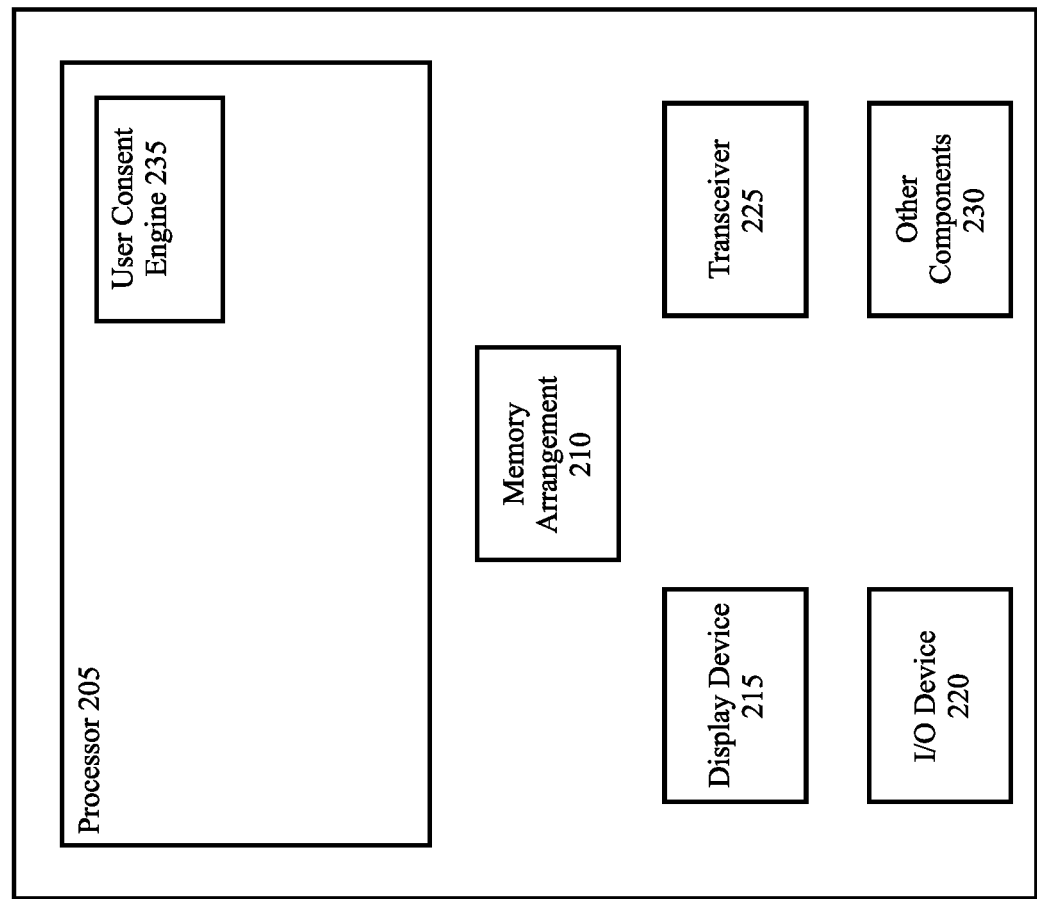 Processor 205
User Consent
Engine 235
Memory
Arrangement
210
Display Device
215
Transceiver
225
I/O Device
220
Other
Components
230